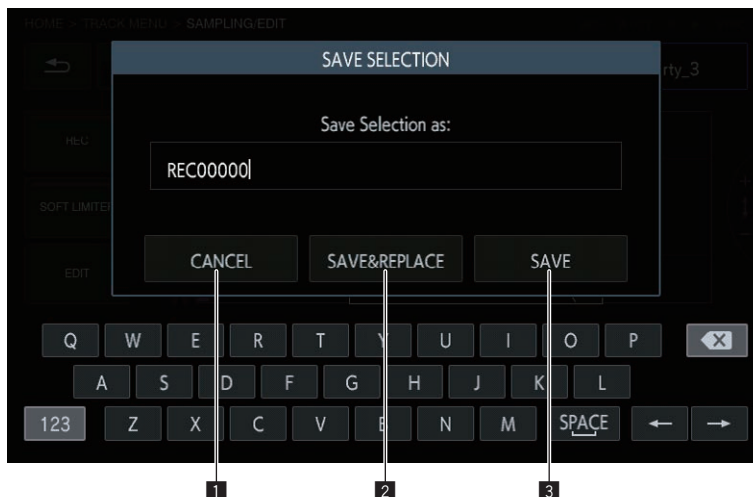 HOME > TRACK MENU > SAMPLING/EDIT
SAVE SELECTION
rty_3
Save Selection as:
REC
REC00000
SOFT LIMITER
CANCEL SAVE&REPLACE SAVE
EDIT
Q W E R T Y U I O P
A S D F G H J K L
123 Z X C V B N M SPACE ← →
1 2 3